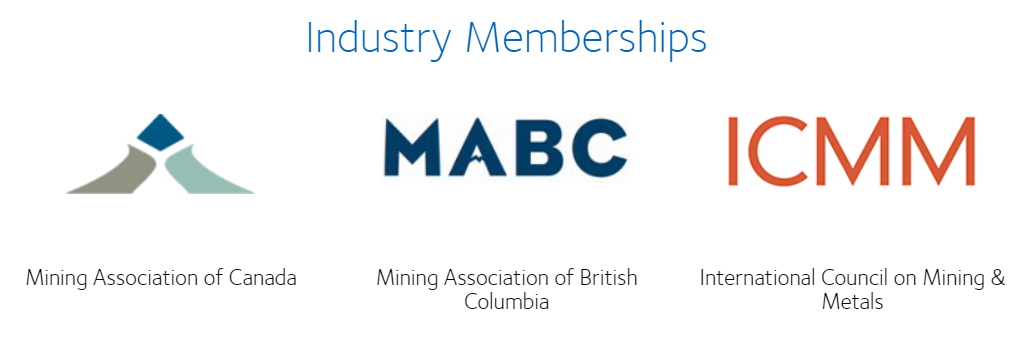 Industry Memberships
MABC
ICMM
Mining Association of Canada
Mining Association of British
Columbia
International Council on Mining &
Metals